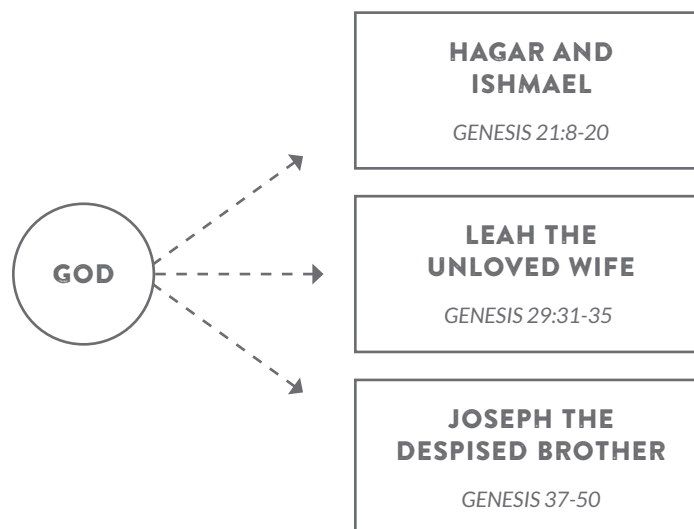 GOD
HAGAR AND
ISHMAEL
GENESIS 21:8-20
LEAH THE
UNLOVED WIFE
GENESIS 29:31-35
JOSEPH THE
DESPISED BROTHER
GENESIS 37-50